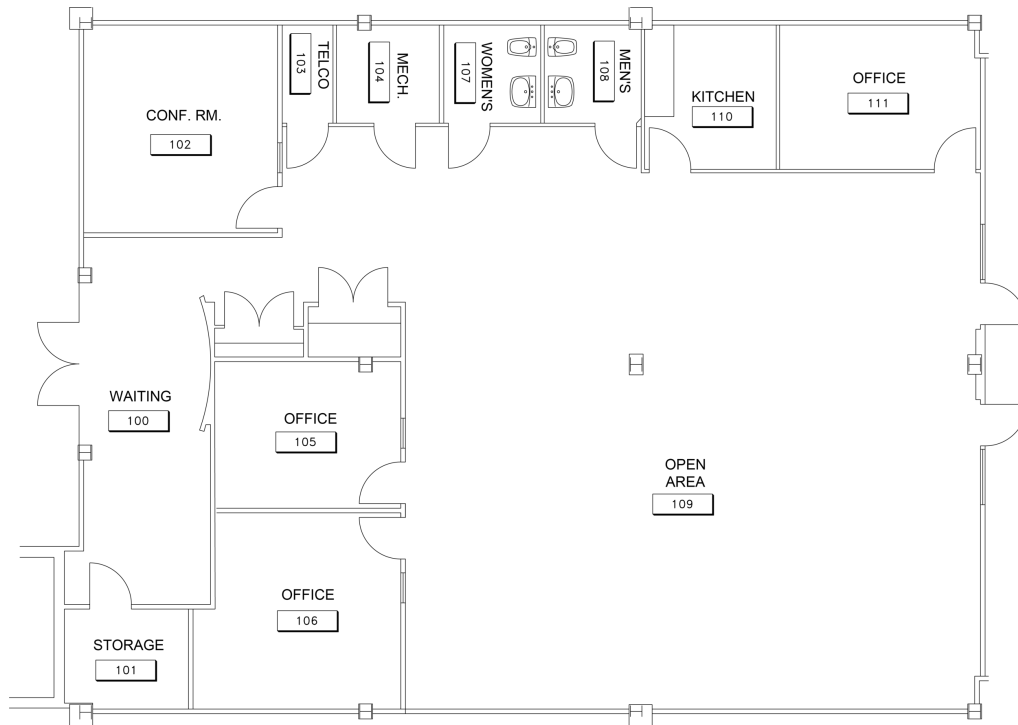 CONF. RM.
102
TELCO
103
MECH.
104
WOMEN'S
107
MEN'S
108
KITCHEN
110
OFFICE
111
WAITING
100
OFFICE
105
OPEN
AREA
109
OFFICE
106
STORAGE
101